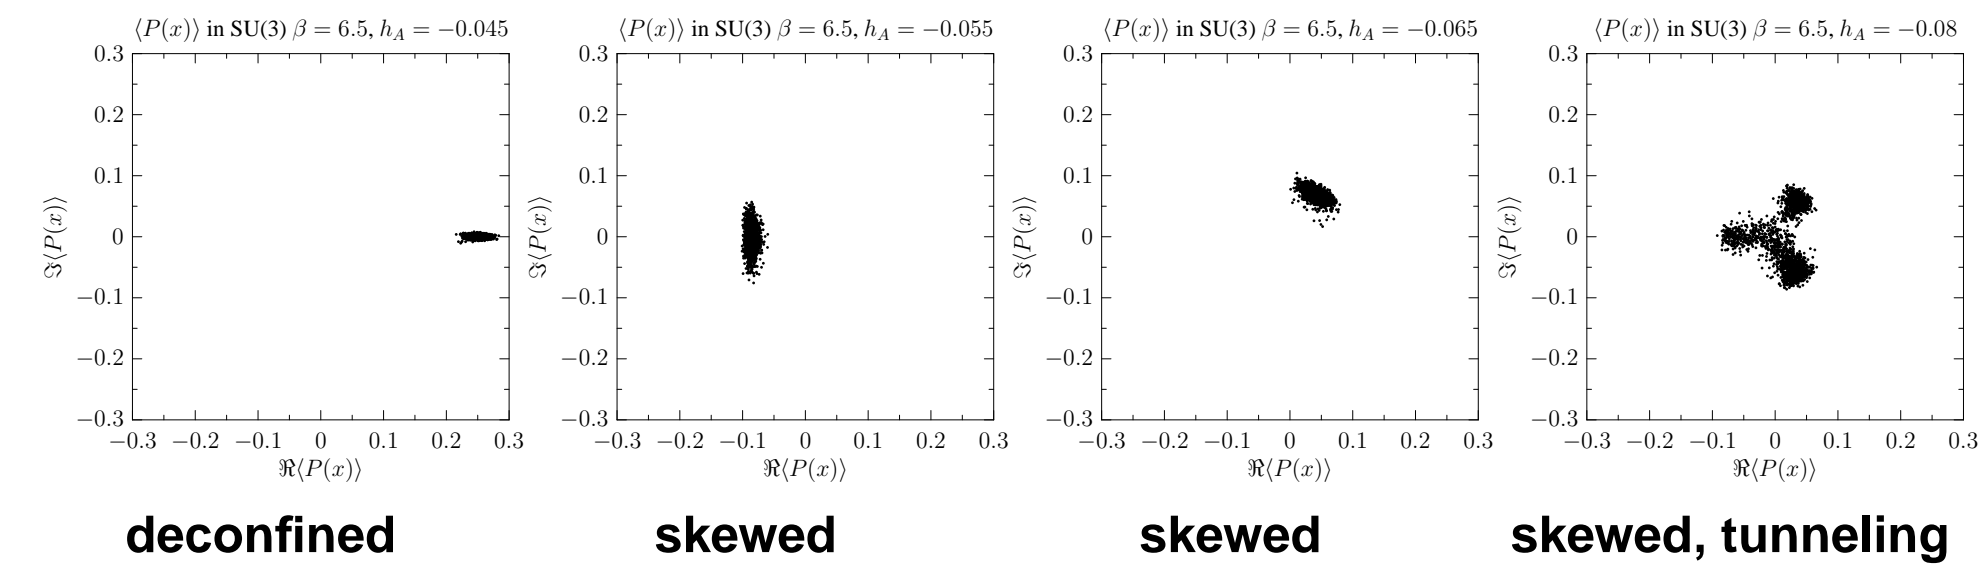 ⟨P(x)⟩ in SU(3) β = 6.5, h_A = −0.045
0.3
0.2
0.1
0
−0.1
−0.2
−0.3
ℑ⟨P(x)⟩
−0.3 −0.2 −0.1 0 0.1 0.2 0.3
ℜ⟨P(x)⟩
deconfined
⟨P(x)⟩ in SU(3) β = 6.5, h_A = −0.055
0.3
0.2
0.1
0
−0.1
−0.2
−0.3
ℑ⟨P(x)⟩
−0.3 −0.2 −0.1 0 0.1 0.2 0.3
ℜ⟨P(x)⟩
skewed
⟨P(x)⟩ in SU(3) β = 6.5, h_A = −0.065
0.3
0.2
0.1
0
−0.1
−0.2
−0.3
ℑ⟨P(x)⟩
−0.3 −0.2 −0.1 0 0.1 0.2 0.3
ℜ⟨P(x)⟩
skewed
⟨P(x)⟩ in SU(3) β = 6.5, h_A = −0.08
0.3
0.2
0.1
0
−0.1
−0.2
−0.3
ℑ⟨P(x)⟩
−0.3 −0.2 −0.1 0 0.1 0.2 0.3
ℜ⟨P(x)⟩
skewed, tunneling